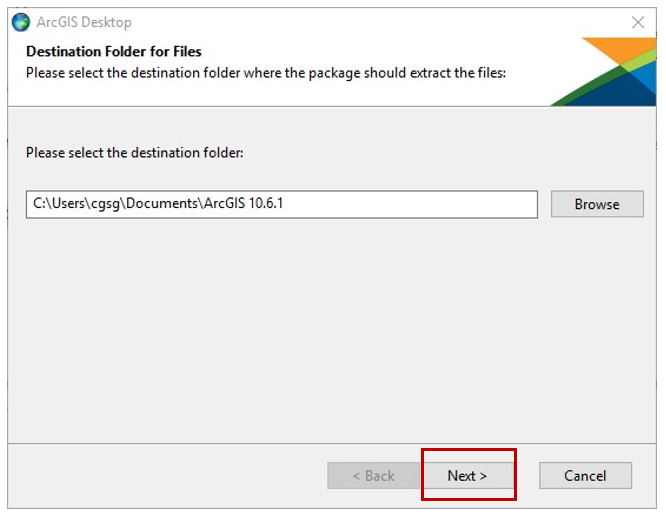 ArcGIS Desktop
Destination Folder for Files
Please select the destination folder where the package should extract the files:
Please select the destination folder:
C:\Users\cgsg\Documents\ArcGIS 10.6.1
Browse
< Back
Next >
Cancel